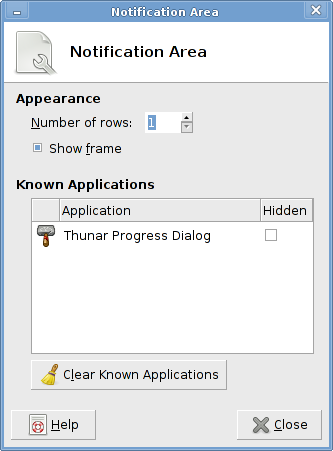 Notification Area
Notification Area
Appearance
Number of rows: 1
Show frame
Known Applications
Application Hidden
Thunar Progress Dialog
Clear Known Applications
Help Close